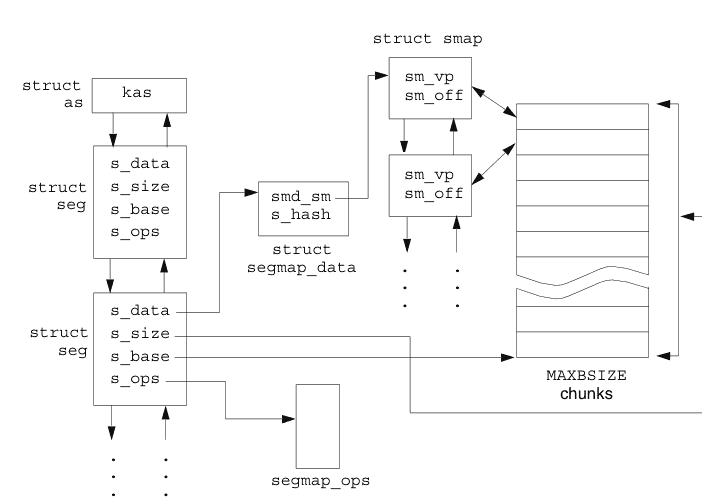 struct smap
struct
as
kas
sm_vp
sm_off
struct
seg
s_data
s_size
s_base
s_ops
smd_sm
s_hash
struct
segmap_data
sm_vp
sm_off
struct
seg
s_data
s_size
s_base
s_ops
MAXBSIZE
chunks
segmap_ops